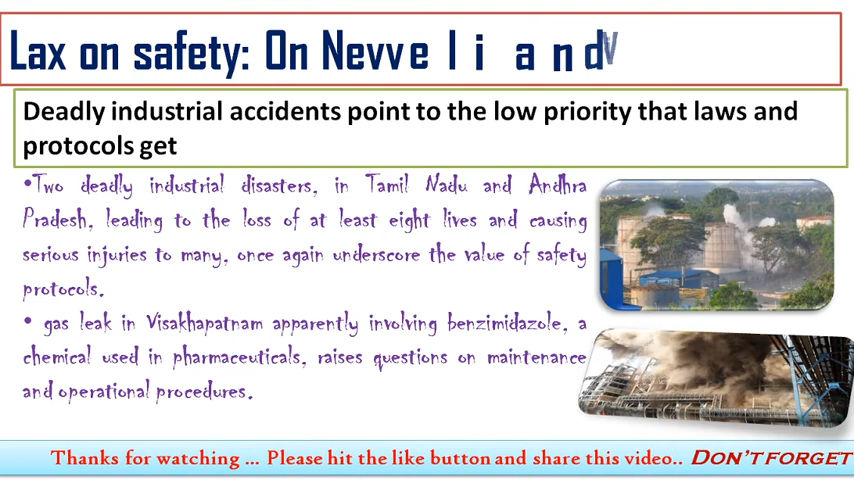 Lax on safety: On Nevveli and V
Deadly industrial accidents point to the low priority that laws and
protocols get
•Two deadly industrial disasters, in Tamil Nadu and Andhra
Pradesh, leading to the loss of at least eight lives and causing
serious injuries to many, once again underscore the value of safety
protocols.
• gas leak in Visakhapatnam apparently involving benzimidazole, a
chemical used in pharmaceuticals, raises questions on maintenance
and operational procedures.
Thanks for watching ... Please hit the like button and share this video.. DON'T FORGET